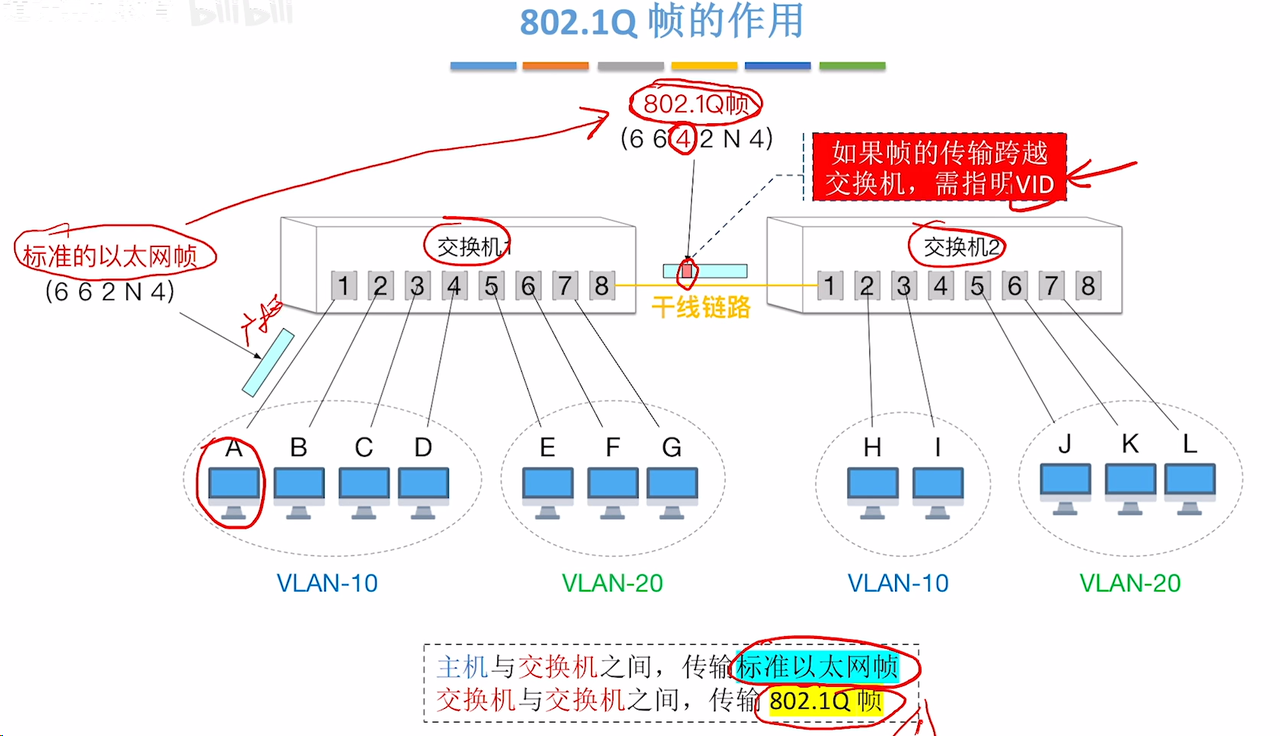 bilibili
802.1Q 帧的作用
802.1Q帧
(6 6 4 2 N 4)
如果帧的传输跨越
交换机，需指明VID
标准的以太网帧
(6 6 2 N 4)
广播
交换机1
1 2 3 4 5 6 7 8
干线链路
交换机2
1 2 3 4 5 6 7 8
A B C D
E F G
H I
J K L
VLAN-10
VLAN-20
VLAN-10
VLAN-20
主机与交换机之间，传输标准以太网帧
交换机与交换机之间，传输 802.1Q 帧